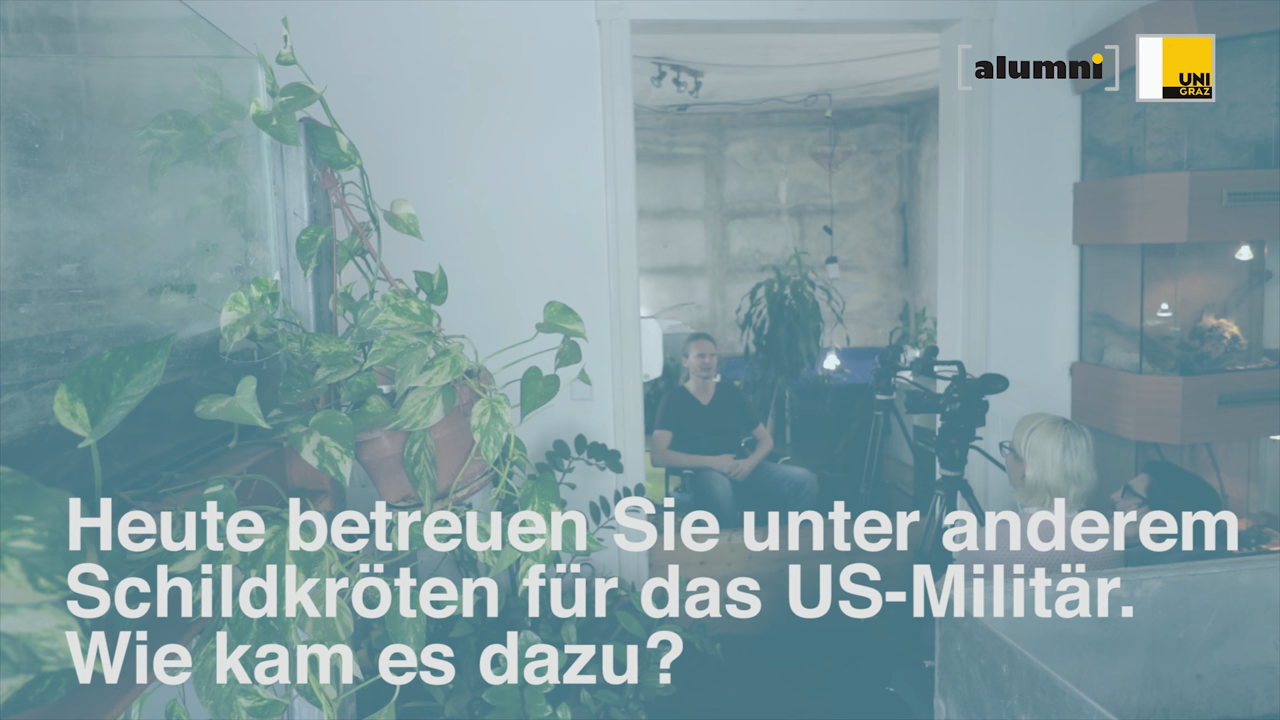 [alumni]
UNI
GRAZ
Heute betreuen Sie unter anderem
Schildkröten für das US-Militär.
Wie kam es dazu?